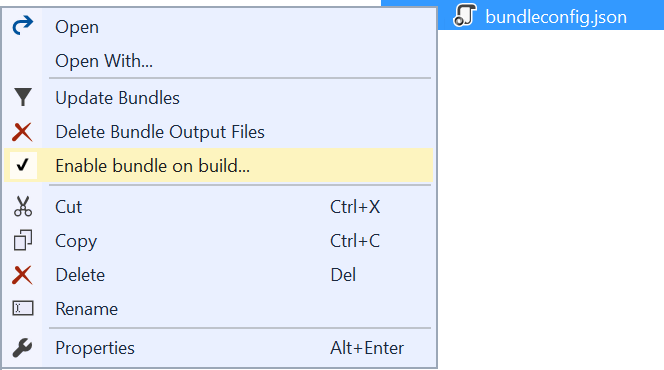 bundleconfig.json
Open
Open With...
Update Bundles
Delete Bundle Output Files
Enable bundle on build...
Cut Ctrl+X
Copy Ctrl+C
Delete Del
Rename
Properties Alt+Enter